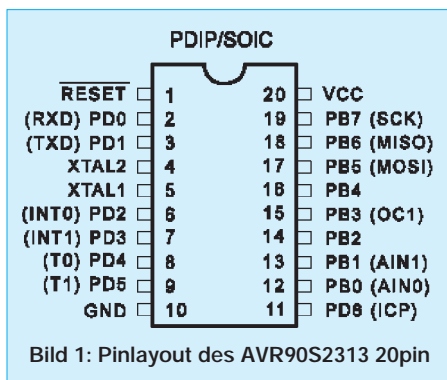 PDIP/SOIC
RESET 1 20 VCC
(RXD) PD0 2 19 PB7 (SCK)
(TXD) PD1 3 18 PB6 (MISO)
XTAL2 4 17 PB5 (MOSI)
XTAL1 5 16 PB4
(INT0) PD2 6 15 PB3 (OC1)
(INT1) PD3 7 14 PB2
(T0) PD4 8 13 PB1 (AIN1)
(T1) PD5 9 12 PB0 (AIN0)
GND 10 11 PD6 (ICP)
Bild 1: Pinlayout des AVR90S2313 20pin